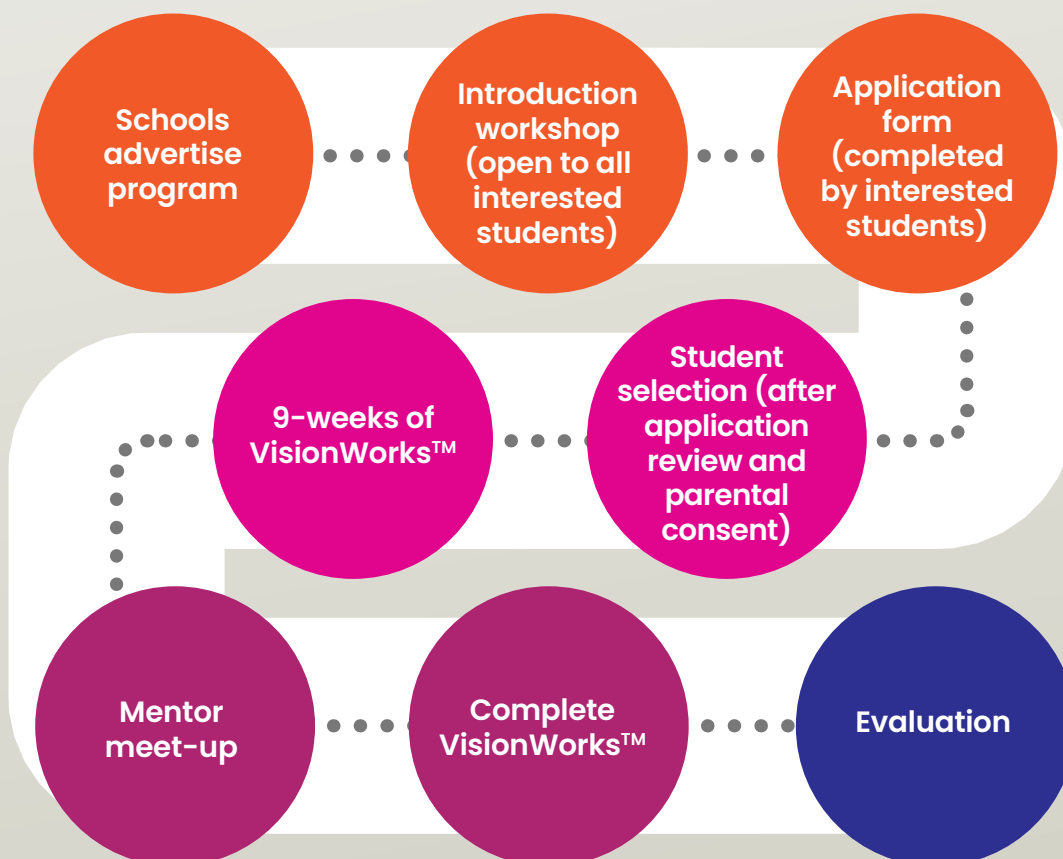 Schools
advertise
program
Introduction
workshop
(open to all
interested
students)
Application
form
(completed
by interested
students)
Student
selection (after
application
review and
parental
consent)
9-weeks of
VisionWorks™
Mentor
meet-up
Complete
VisionWorks™
Evaluation